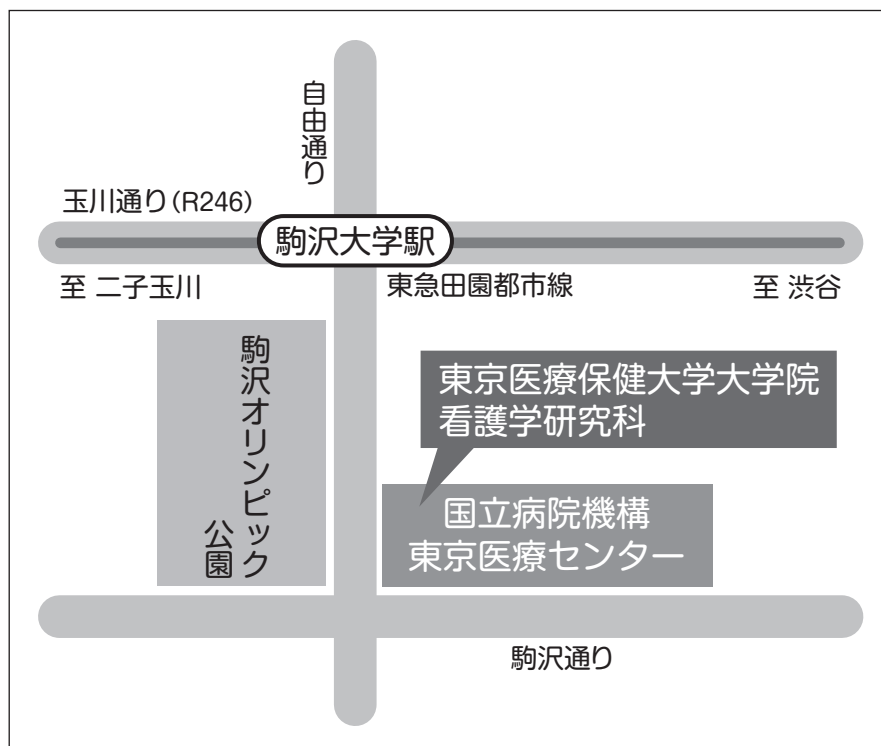 自由通り
玉川通り(R246)
駒沢大学駅
至 二子玉川
東急田園都市線
至 渋谷
駒沢オリンピック
公園
東京医療保健大学大学院
看護学研究科
国立病院機構
東京医療センター
駒沢通り